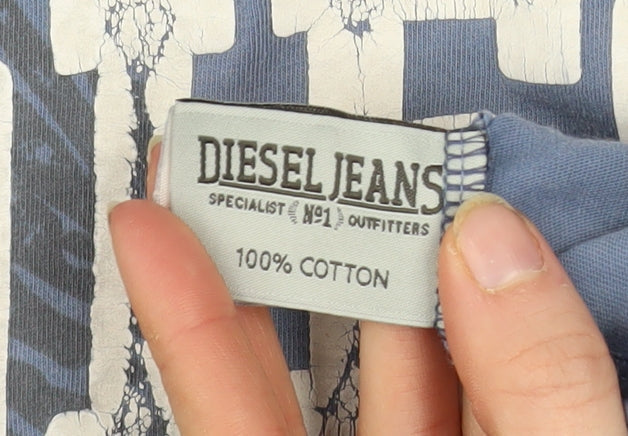 DIESEL JEANS
SPECIALIST Nº1 OUTFITTERS
100% COTTON